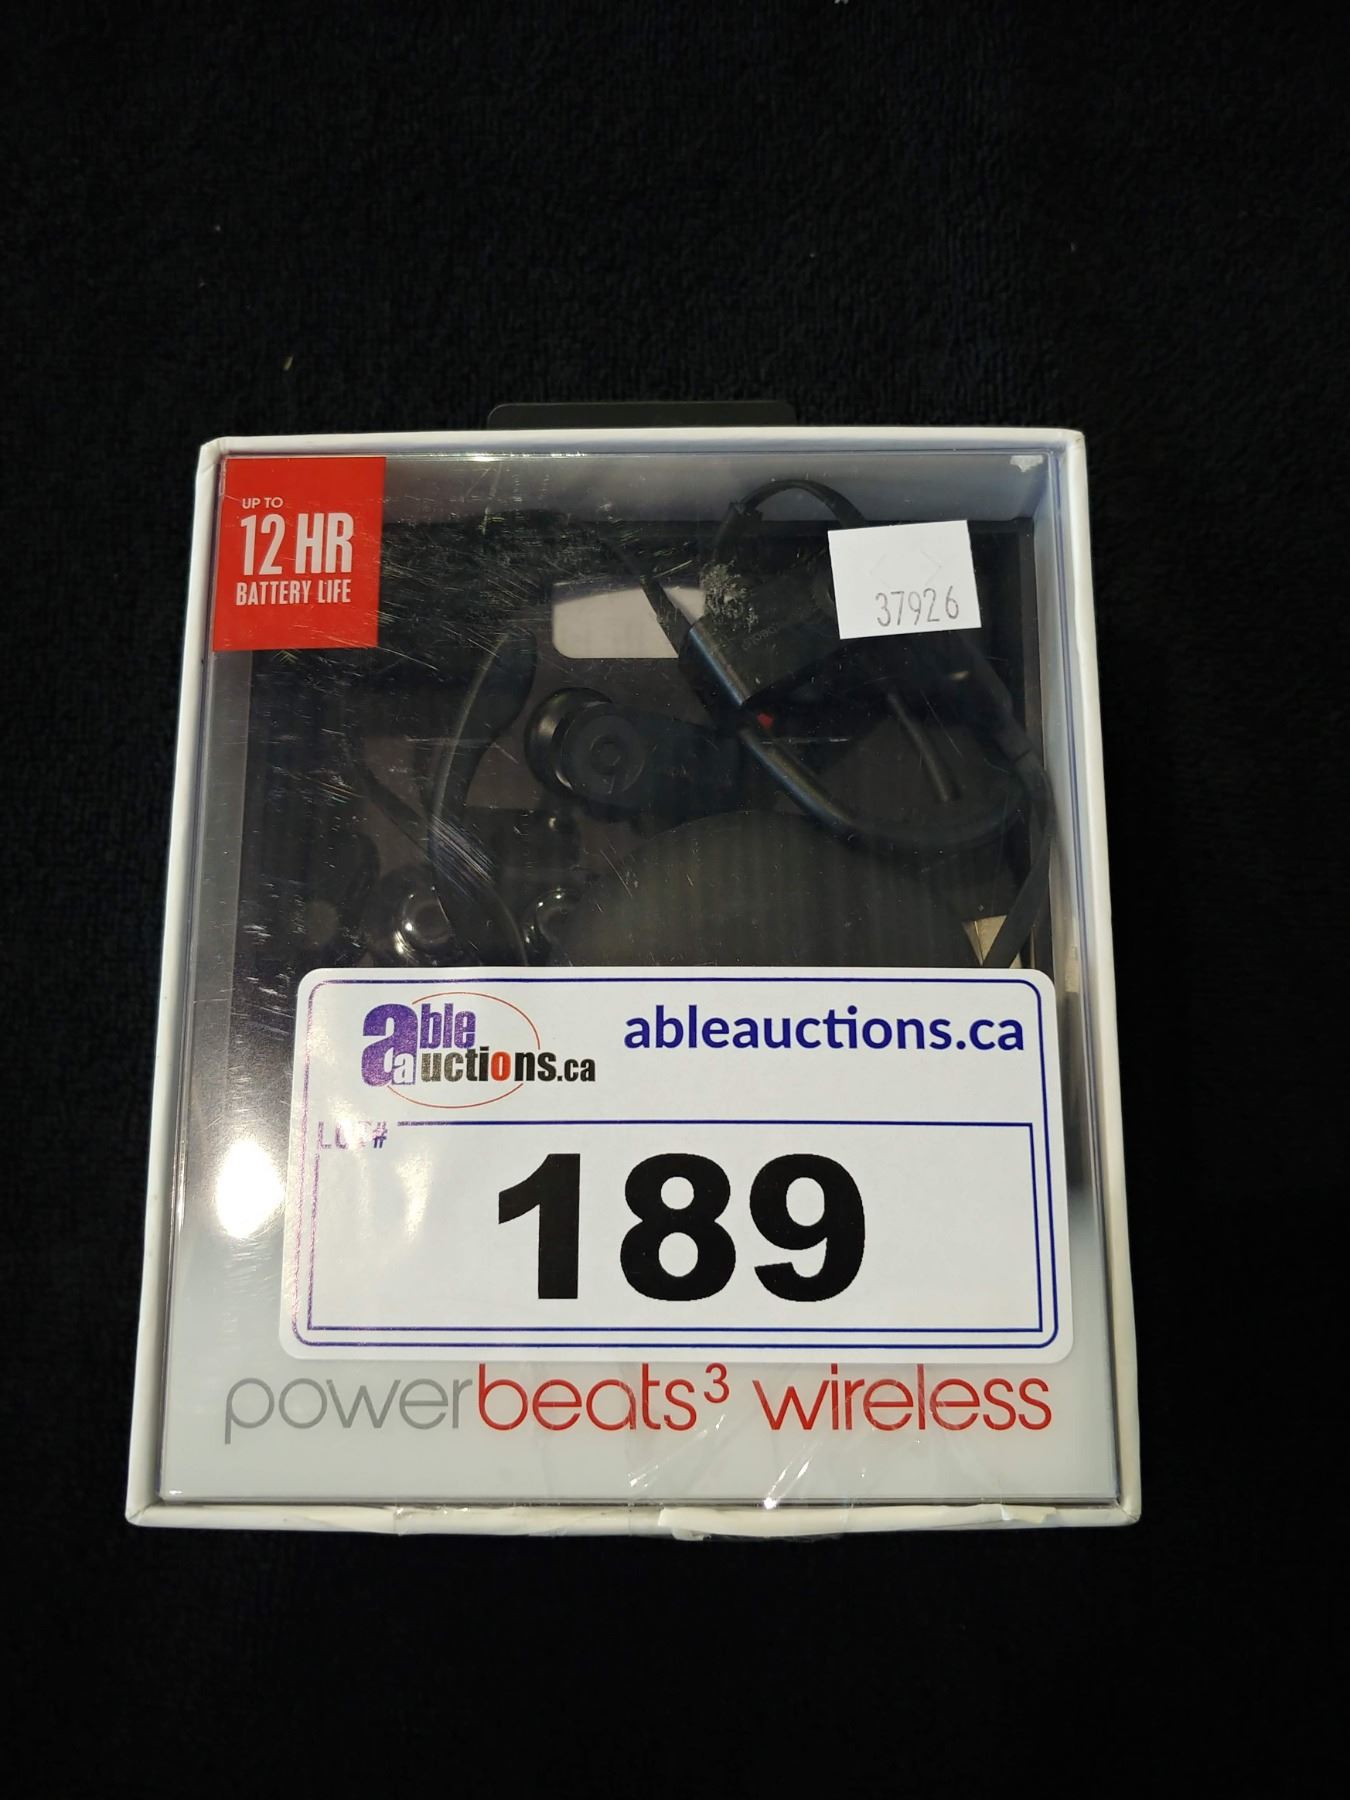 UP TO
12 HR
BATTERY LIFE
37926
able
auctions.ca
ableauctions.ca
LOT#
189
powerbeats³ wireless